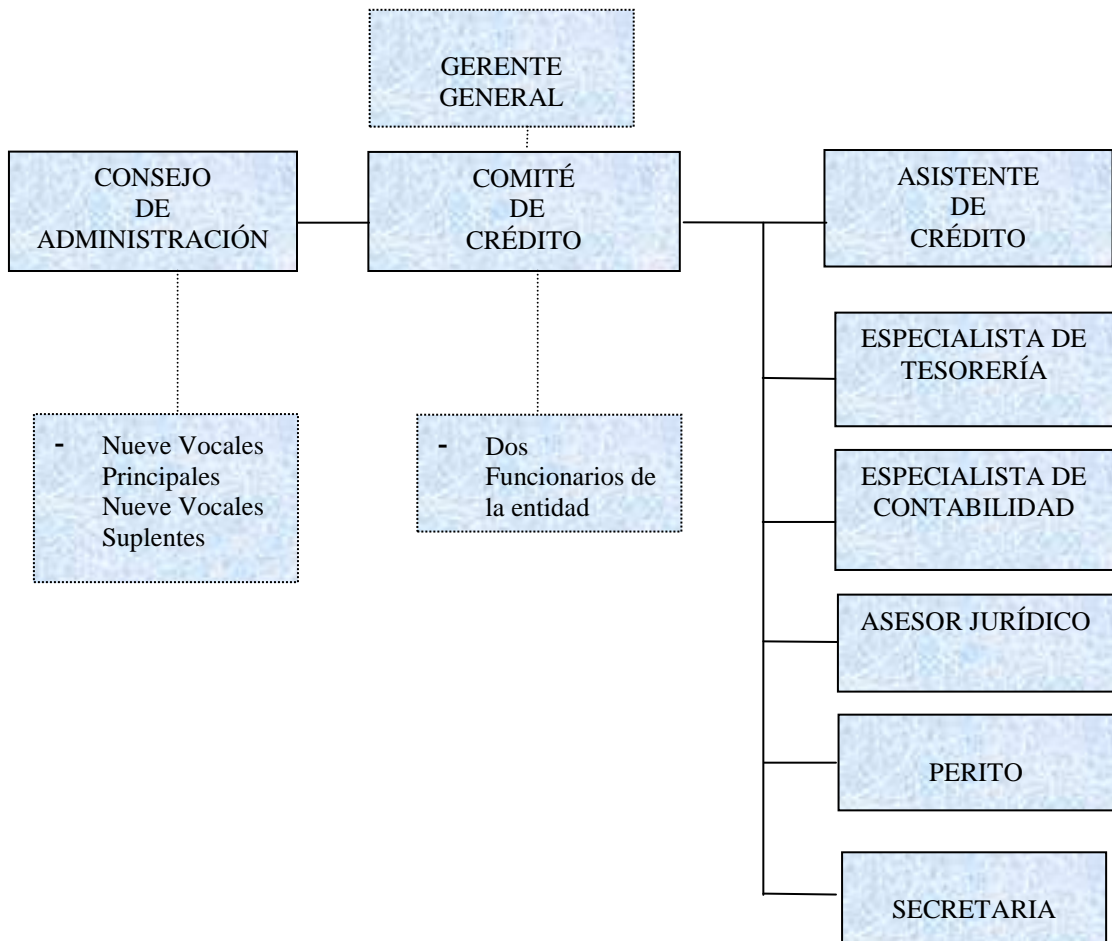 GERENTE
GENERAL
CONSEJO
DE
ADMINISTRACIÓN
COMITÉ
DE
CRÉDITO
ASISTENTE
DE
CRÉDITO
ESPECIALISTA DE
TESORERÍA
- Nueve Vocales
Principales
Nueve Vocales
Suplentes
- Dos
Funcionarios de
la entidad
ESPECIALISTA DE
CONTABILIDAD
ASESOR JURÍDICO
PERITO
SECRETARIA